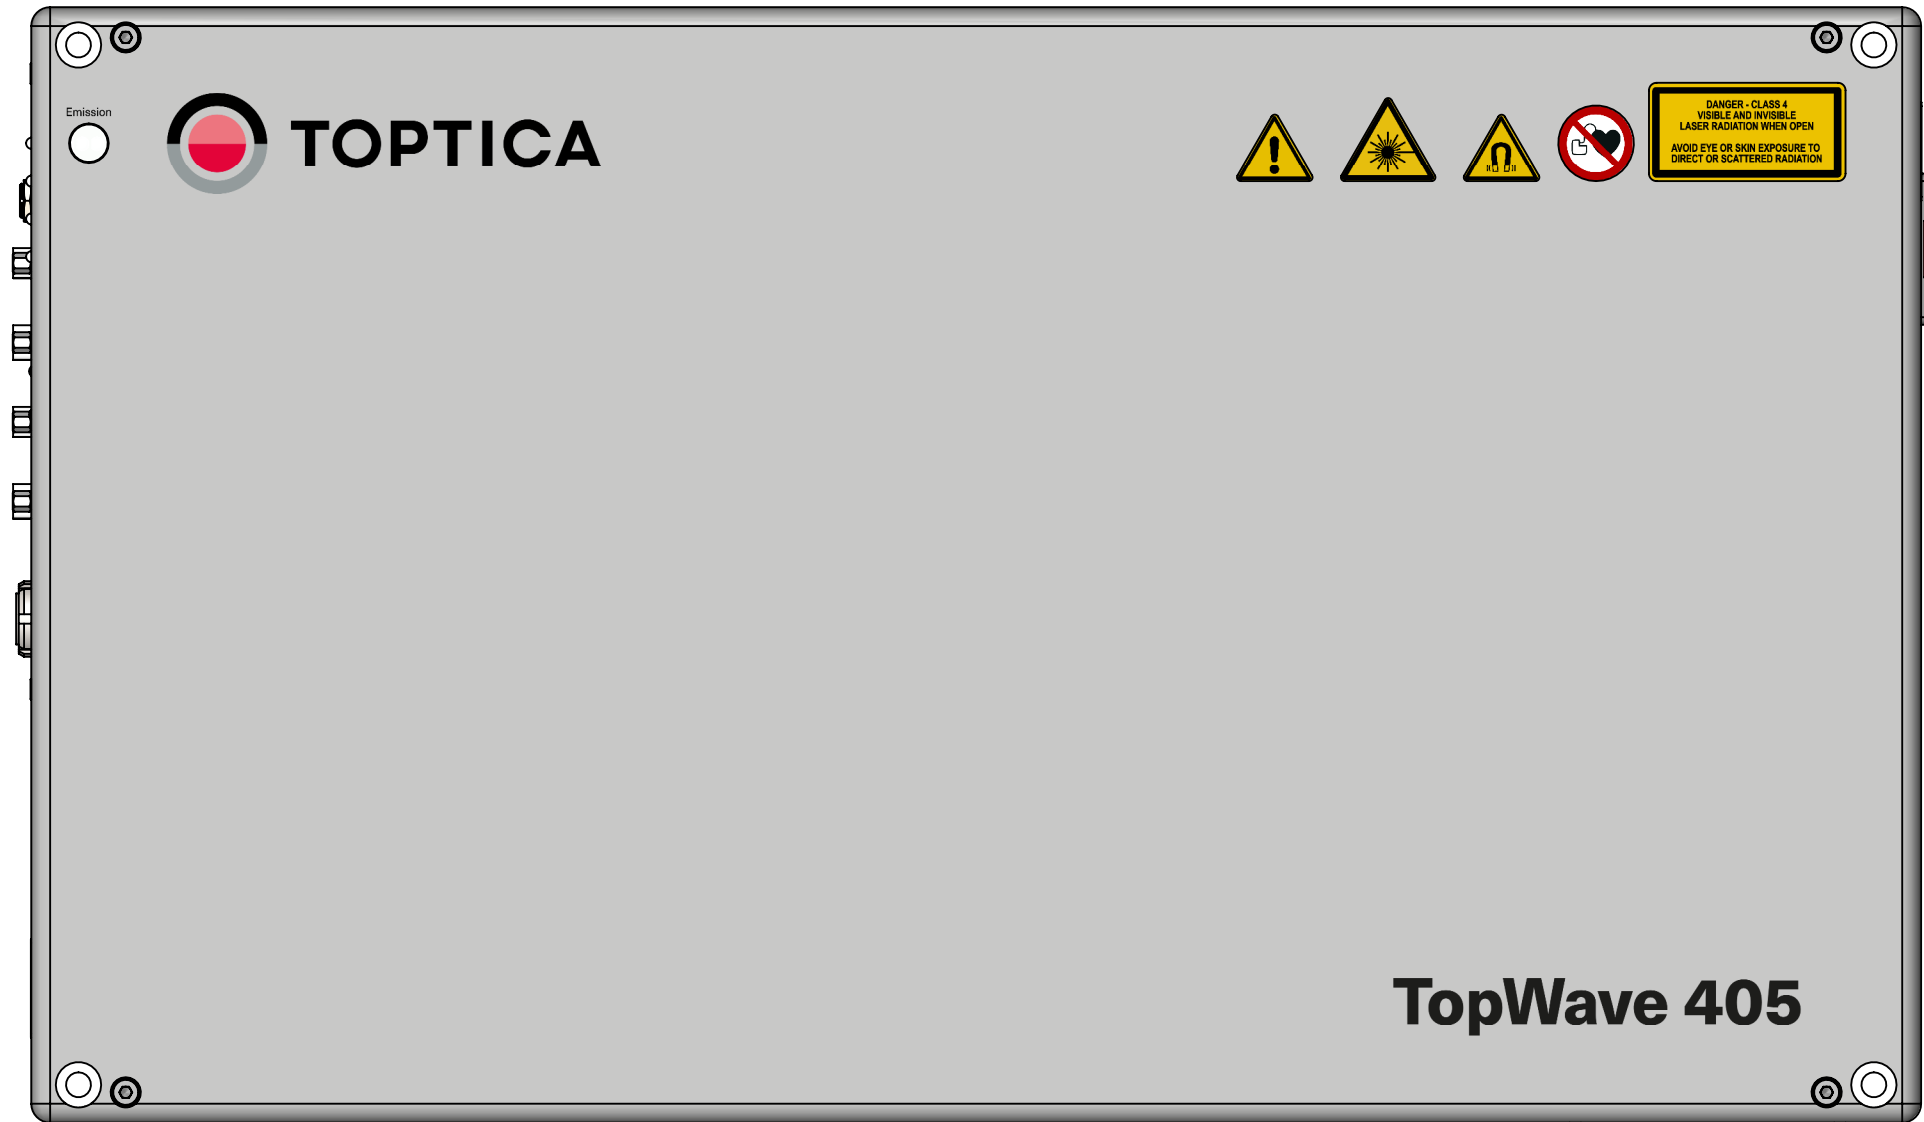 Emission
TOPTICA
DANGER - CLASS 4
VISIBLE AND INVISIBLE
LASER RADIATION WHEN OPEN
AVOID EYE OR SKIN EXPOSURE TO
DIRECT OR SCATTERED RADIATION
TopWave 405